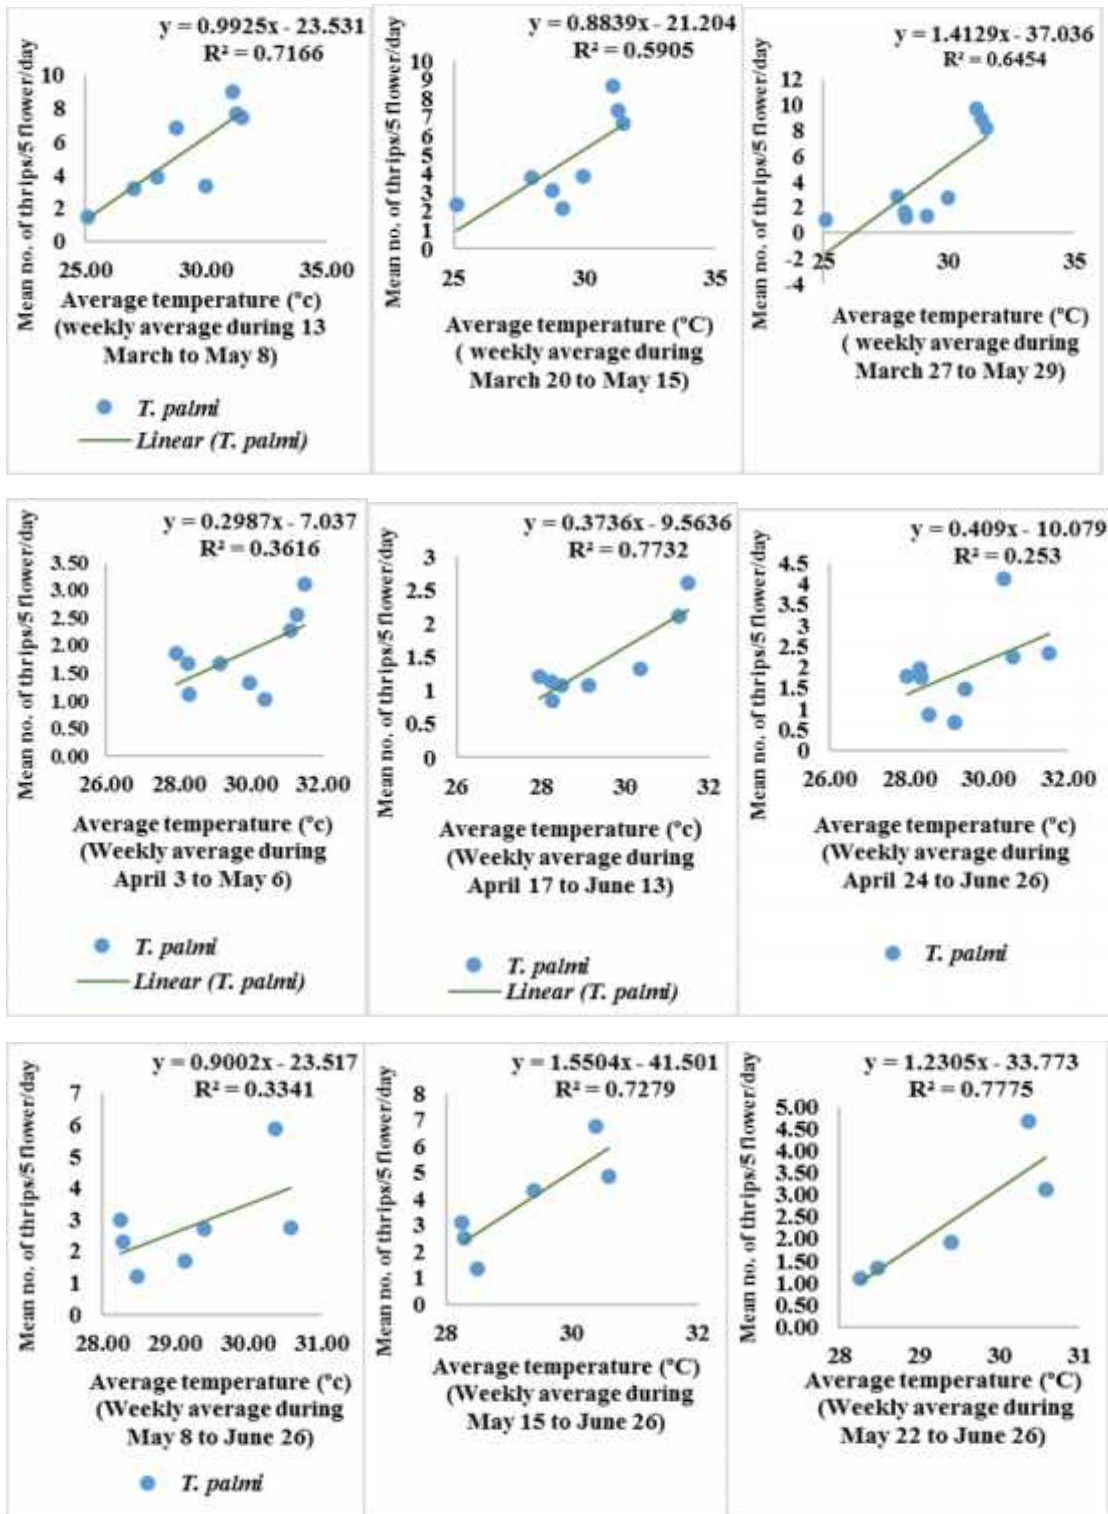 y = 0.9925x - 23.531
R² = 0.7166
Mean no. of thrips/5 flower/day
10
8
6
4
2
0
25.00 30.00 35.00
Average temperature (ºc)
(weekly average during 13
March to May 8)
T. palmi
Linear (T. palmi)
y = 0.8839x - 21.204
R² = 0.5905
Mean no. of thrips/5 flower/day
10
9
8
7
6
5
4
3
2
2
1
0
25 30 35
Average temperature (ºC)
( weekly average during
March 20 to May 15)
y = 1.4129x - 37.036
R² = 0.6454
Mean no. of thrips/5 flower/day
12
10
8
6
4
2
0
-2
-4
25 30 35
Average temperature (ºC)
( weekly average during
March 27 to May 29)
y = 0.2987x - 7.037
R² = 0.3616
Mean no. of thrips/5 flower/day
3.50
3.00
2.50
2.00
1.50
1.00
0.50
0.00
26.00 28.00 30.00 32.00
Average temperature (ºc)
(Weekly average during
April 3 to May 6)
T. palmi
Linear (T. palmi)
y = 0.3736x - 9.5636
R² = 0.7732
Mean no. of thrips/5 flower/day
3
2.5
2
1.5
1
0.5
0
26 28 30 32
Average temperature (ºc)
(Weekly average during
April 17 to June 13)
T. palmi
Linear (T. palmi)
y = 0.409x - 10.079
R² = 0.253
Mean no. of thrips/5 flower/day
4.5
4
3.5
3
2.5
2
1.5
1
0.5
0
26.00 28.00 30.00 32.00
Average temperature (ºc)
(Weekly average during
April 24 to June 26)
T. palmi
y = 0.9002x - 23.517
R² = 0.3341
Mean no. of thrips/5 flower/day
7
6
5
4
3
2
1
0
28.00 29.00 30.00 31.00
Average temperature (ºc)
(Weekly average during
May 8 to June 26)
T. palmi
y = 1.5504x - 41.501
R² = 0.7279
Mean no. of thrips/5 flower/day
8
7
6
5
4
3
2
1
0
28 30 32
Average temperature (ºC)
(Weekly average during
May 15 to June 26)
y = 1.2305x - 33.773
R² = 0.7775
Mean no. of thrips/5 flower/day
5.00
4.50
4.00
3.50
3.00
2.50
2.00
1.50
1.00
0.50
0.00
28 29 30 31
Average temperature (ºC)
(Weekly average during
May 22 to June 26)